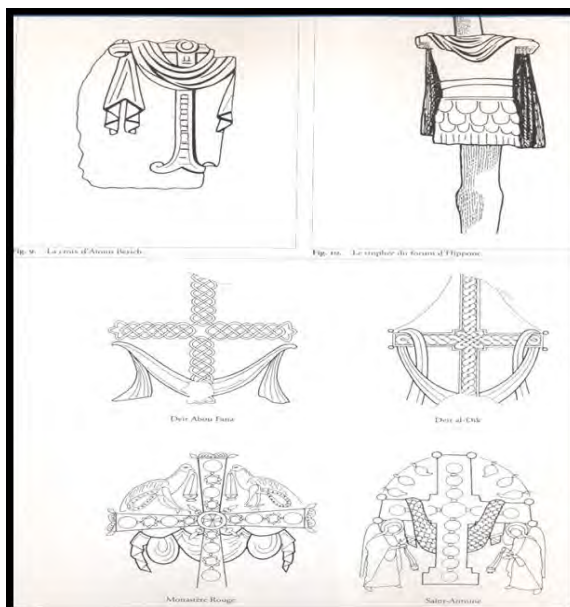 Fig. 9. La croix d'Atouu Berich.
Fig. 10. Le trophée du forum d'Hippone.
Deir Abou Fana
Deir al-Dik
Monastère Rouge
Saint-Antoine